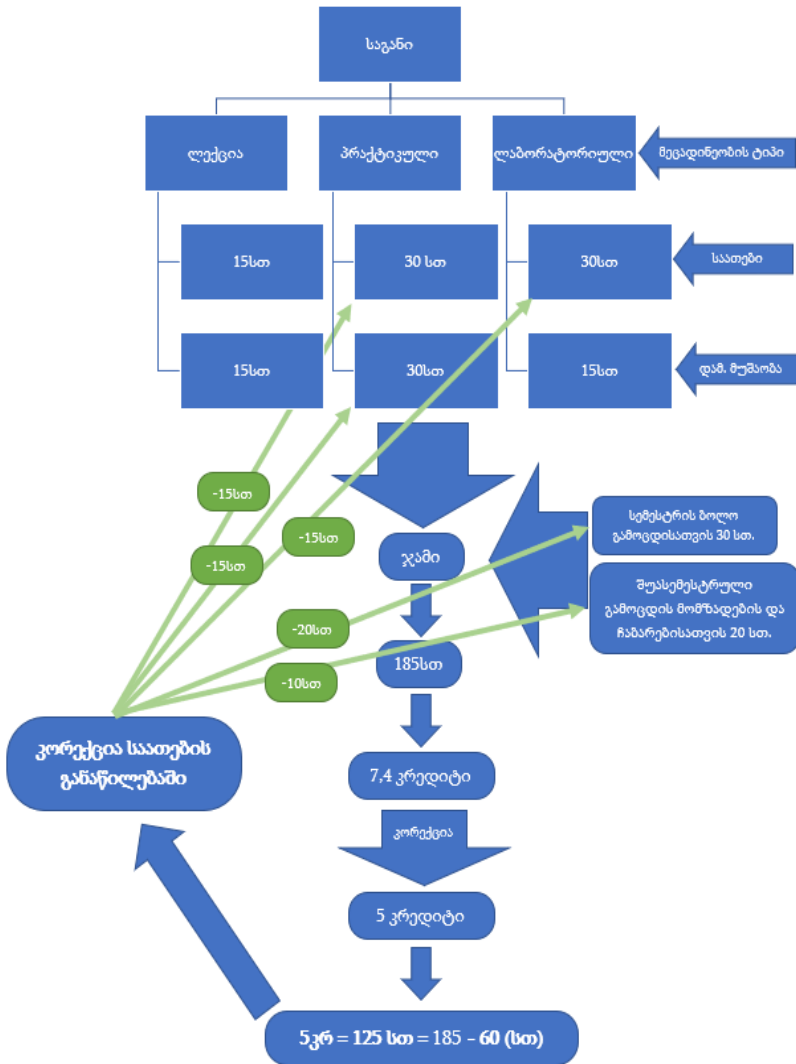 საგანი
ლექცია
პრაქტიკული
ლაბორატორიული
მეცადინეობის ტიპი
15სთ
30 სთ
30სთ
საათები
15სთ
30სთ
15სთ
დამ. მუშაობა
-15სთ
-15სთ
-15სთ
-20სთ
-10სთ
სემესტრის ბოლო
გამოცდისათვის 30 სთ.
შუასემესტრული
გამოცდის მომზადების და
ჩაბარებისათვის 20 სთ.
ჯამი
185სთ
კორექცია საათების
განაწილებაში
7,4 კრედიტი
კორექცია
5 კრედიტი
5კრ = 125 სთ = 185 – 60 (სთ)